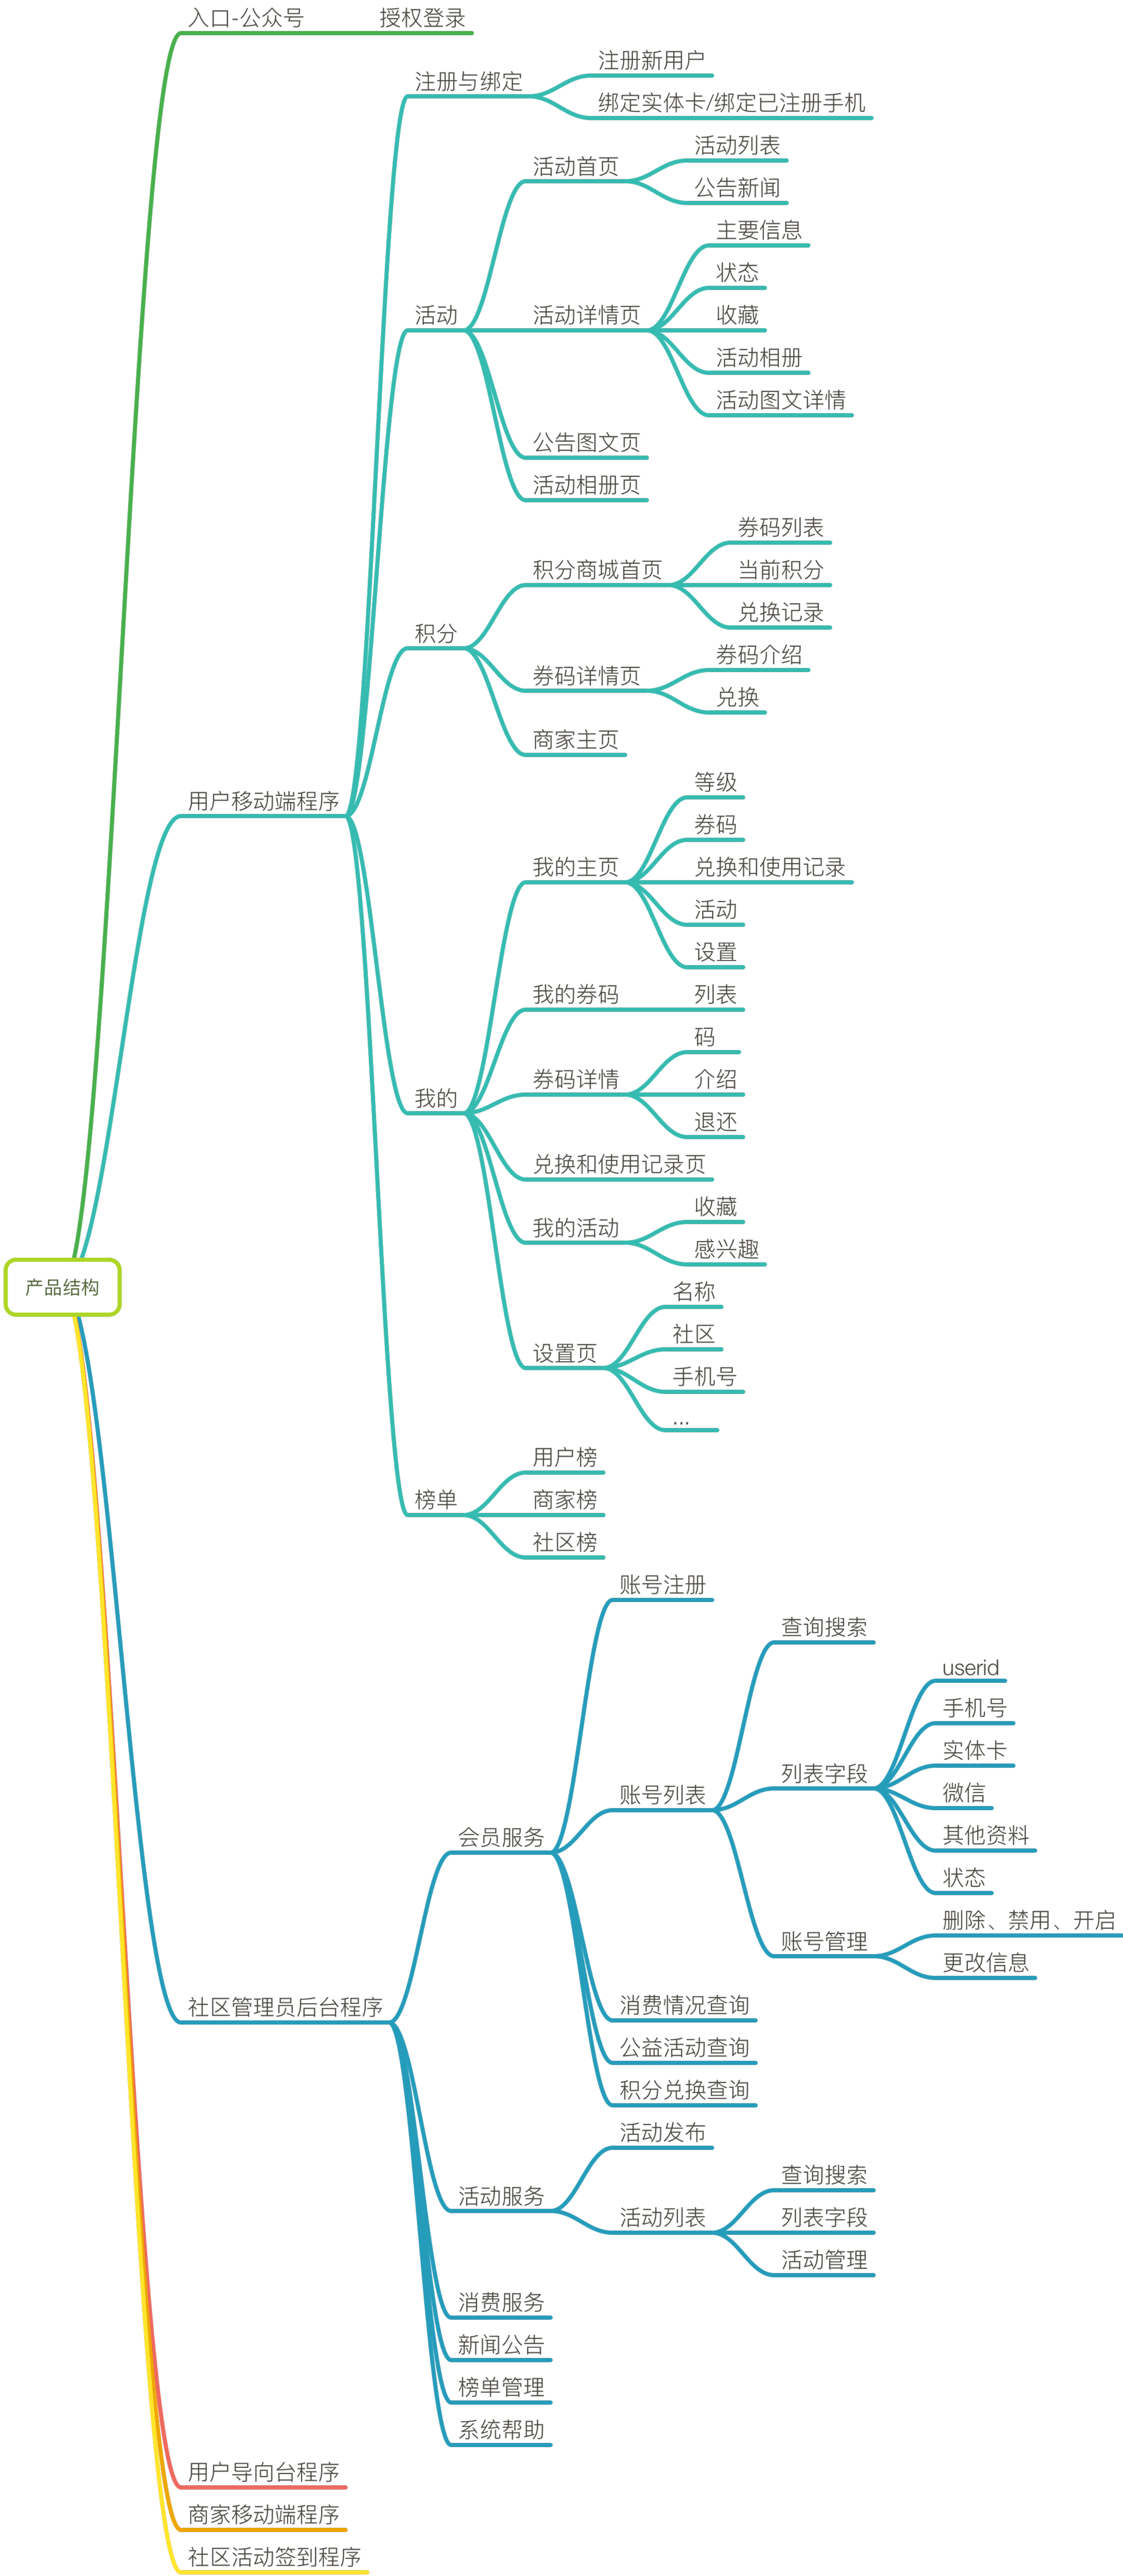 入口-公众号
授权登录
注册与绑定
注册新用户
绑定实体卡/绑定已注册手机
活动列表
活动首页
公告新闻
主要信息
状态
活动
活动详情页
收藏
活动相册
活动图文详情
公告图文页
活动相册页
券码列表
积分商城首页
当前积分
兑换记录
积分
券码介绍
券码详情页
兑换
商家主页
等级
用户移动端程序
券码
我的主页
兑换和使用记录
活动
设置
我的券码
列表
码
券码详情
介绍
我的
退还
兑换和使用记录页
收藏
我的活动
感兴趣
产品结构
名称
社区
设置页
手机号
...
用户榜
榜单
商家榜
社区榜
账号注册
查询搜索
userid
手机号
实体卡
列表字段
账号列表
微信
会员服务
其他资料
状态
删除、禁用、开启
账号管理
更改信息
社区管理员后台程序
消费情况查询
公益活动查询
积分兑换查询
活动发布
查询搜索
活动服务
活动列表
列表字段
活动管理
消费服务
新闻公告
榜单管理
系统帮助
用户导向台程序
商家移动端程序
社区活动签到程序